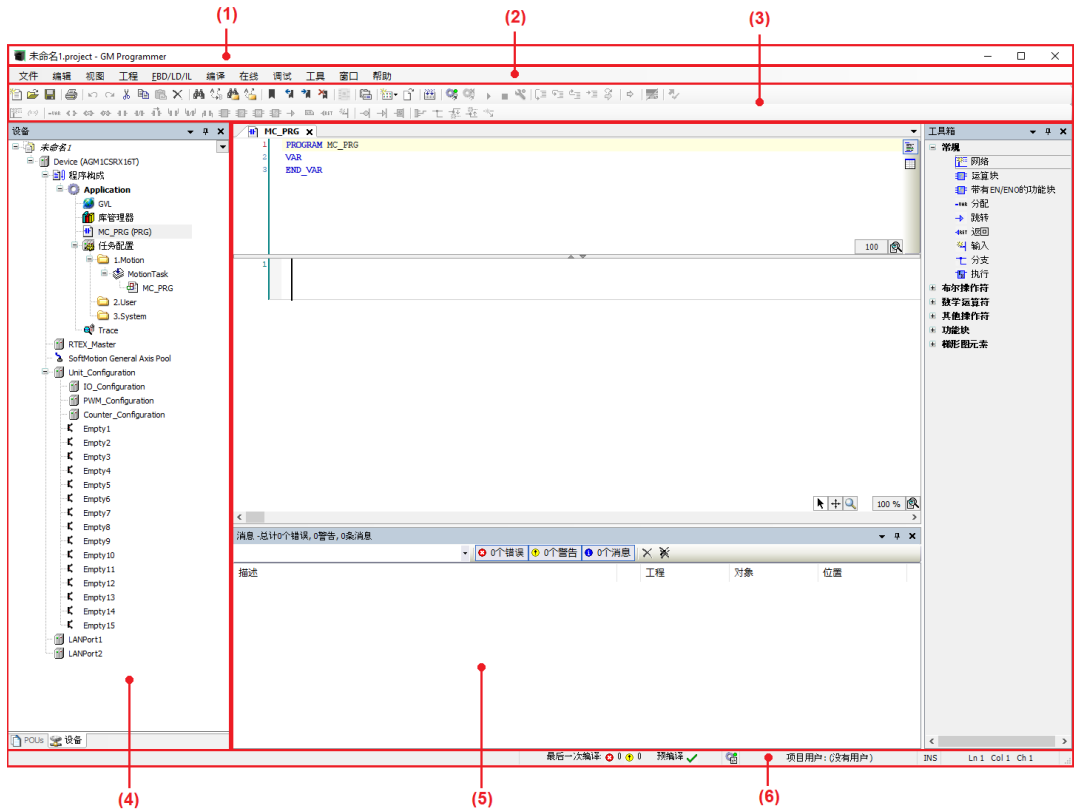 (1)
(2)
(3)
未命名1.project - GM Programmer
文件 编辑 视图 工程 FBD/LD/IL 编译 在线 调试 工具 窗口 帮助
设备
未命名1
Device (AGM1CSRX16T)
程序构成
Application
GVL
库管理器
MC_PRG (PRG)
任务配置
1.Motion
MotionTask
MC_PRG
2.User
3.System
Trace
RTEX_Master
SoftMotion General Axis Pool
Unit_Configuration
IO_Configuration
PWM_Configuration
Counter_Configuration
Empty1
Empty2
Empty3
Empty4
Empty5
Empty6
Empty7
Empty8
Empty9
Empty10
Empty11
Empty12
Empty13
Empty14
Empty15
LANPort1
LANPort2
POUs 设备
MC_PRG
1 PROGRAM MC_PRG
2 VAR
3 END_VAR
100
1
100 %
消息 -总计0个错误, 0警告, 0条消息
0个错误 0个警告 0个消息
描述 工程 对象 位置
工具箱
常规
网络
运算块
带有EN/ENO的功能块
分配
跳转
返回
输入
分支
执行
布尔操作符
数学运算符
其他操作符
功能块
梯形图元素
最后一次编译: 0 0 预编译 项目用户: (没有用户) INS Ln 1 Col 1 Ch 1
(4)
(5)
(6)